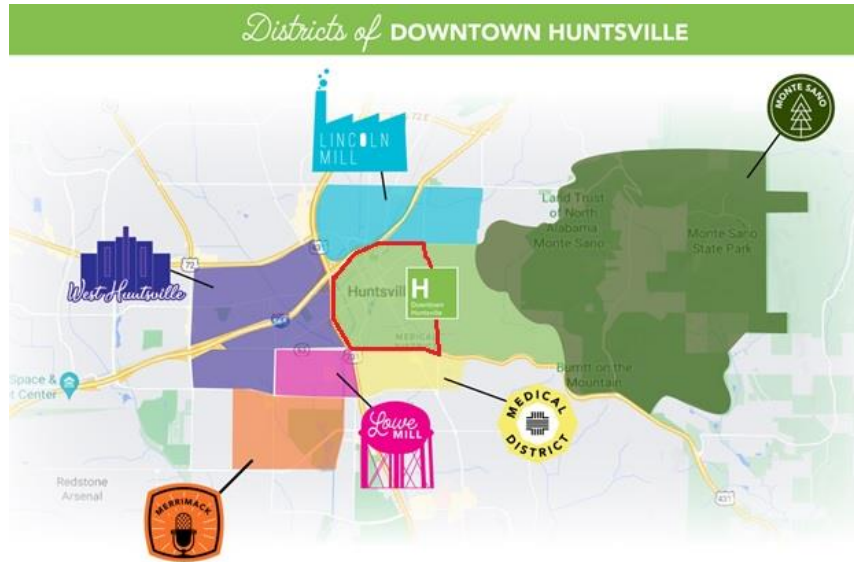 Districts of DOWNTOWN HUNTSVILLE
MONTE SANO
LINCOLN
MILL
72 E
Land Trust
of North
Alabama
Monte Sano
Monte Sano
State Park
West Huntsville
72
Huntsvill
H
Downtown
Huntsville
MEDICAL
Space &
t Center
Burritt on the
Mountain
Lowe
MILL
MEDICAL
DISTRICT
Redstone
Arsenal
431
MERRIMACK